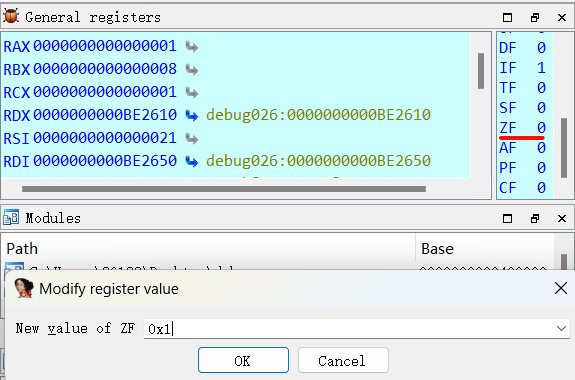 General registers
RAX 0000000000000001
RBX 0000000000000008
RCX 0000000000000001
RDX 0000000000BE2610 debug026:0000000000BE2610
RSI 0000000000000021
RDI 0000000000BE2650 debug026:0000000000BE2650
DF 0
IF 1
TF 0
SF 0
ZF 0
AF 0
PF 0
CF 0
Modules
Path Base
Modify register value
New value of ZF 0x1
OK Cancel